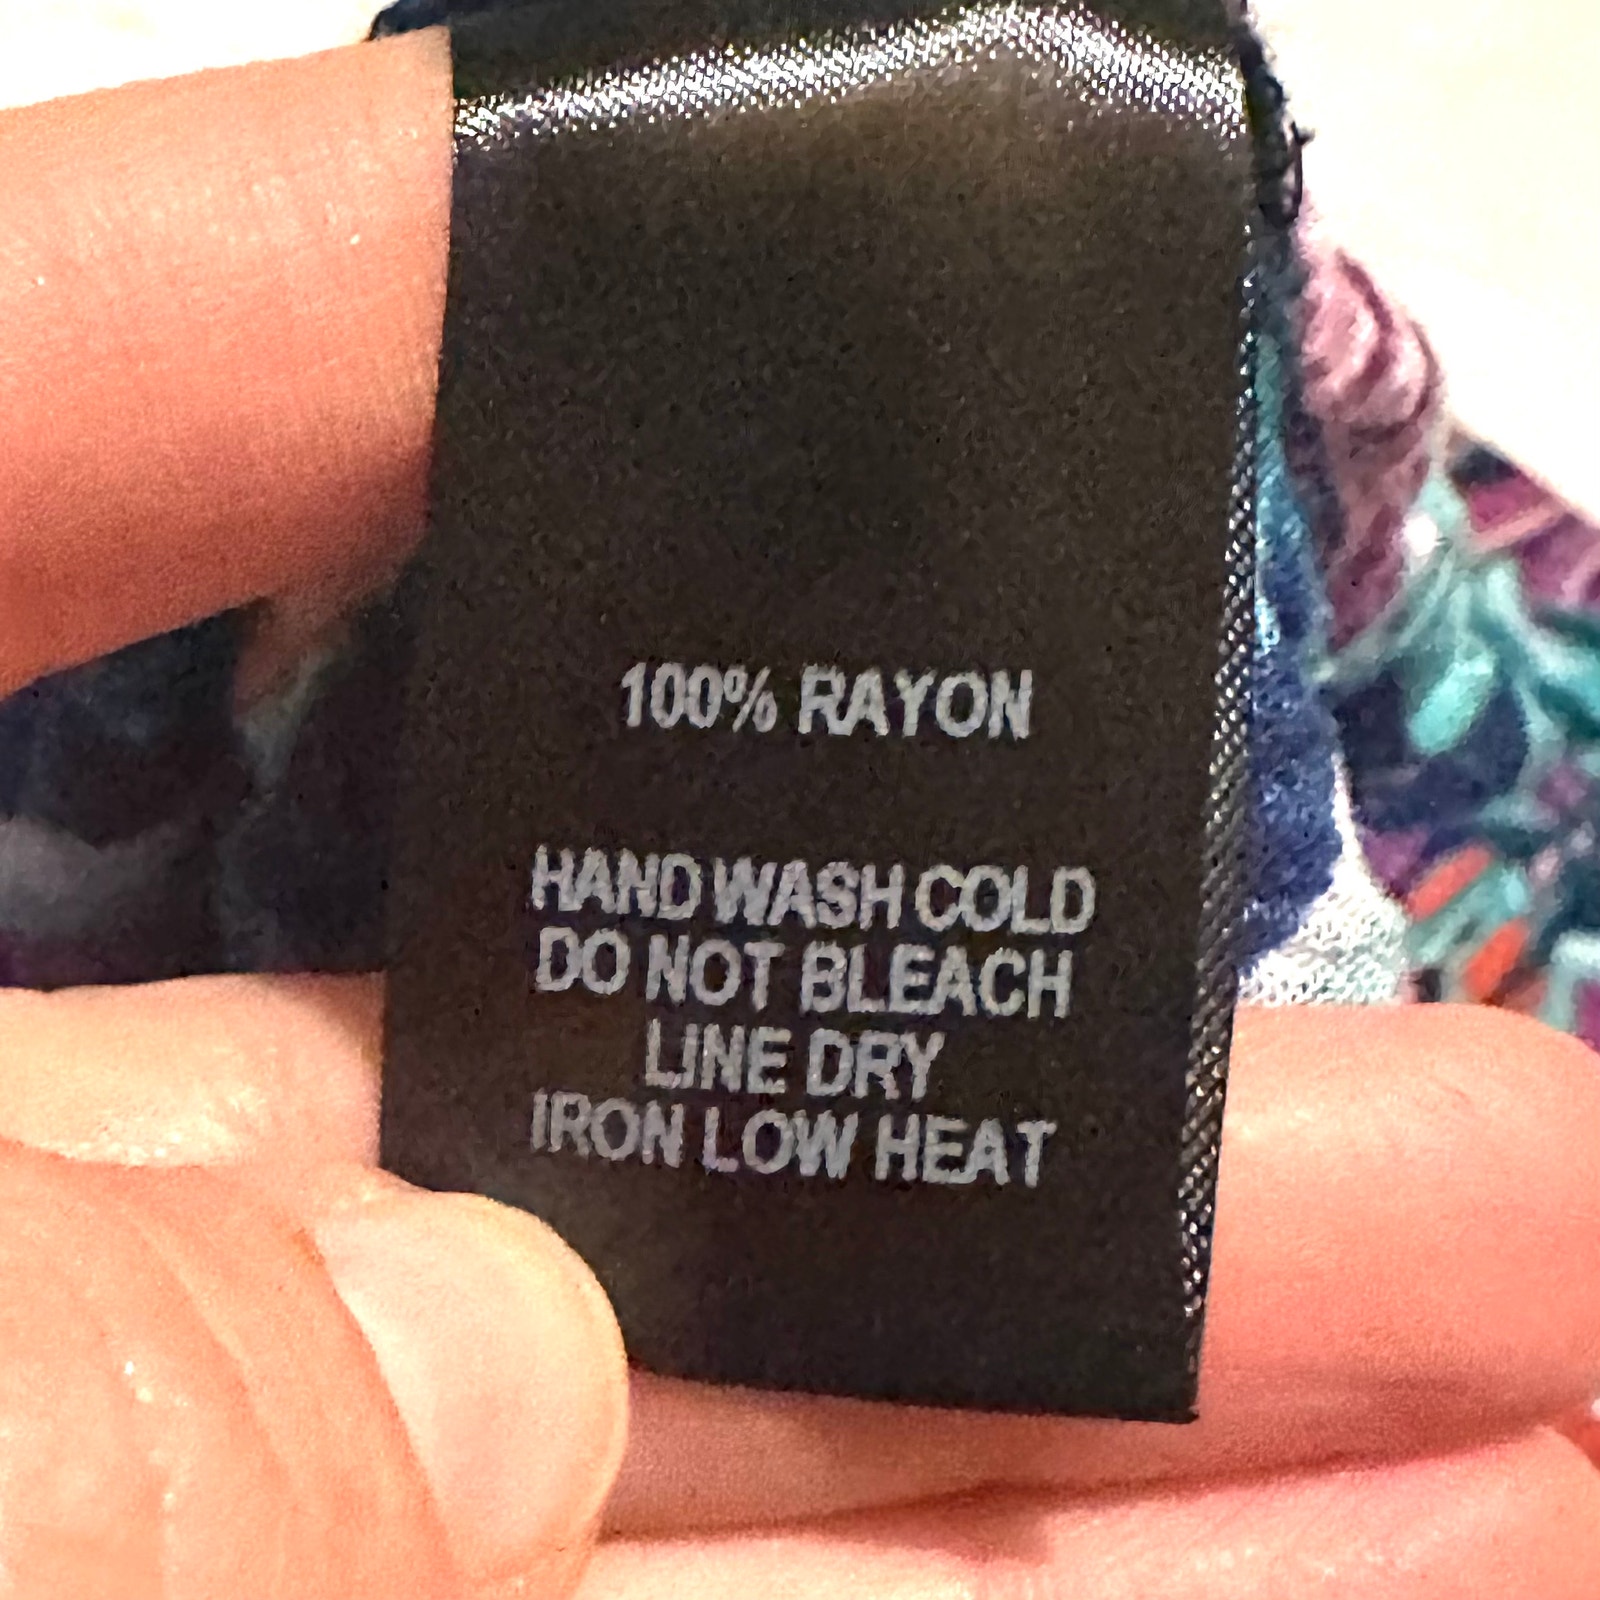 100% RAYON
HAND WASH COLD
DO NOT BLEACH
LINE DRY
IRON LOW HEAT